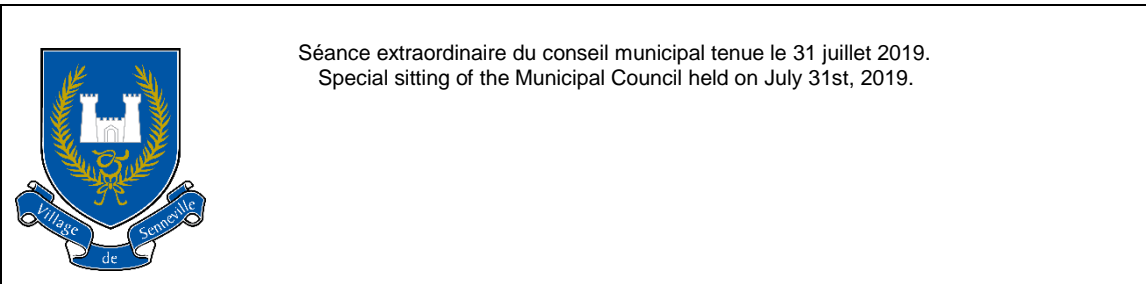 Séance extraordinaire du conseil municipal tenue le 31 juillet 2019.
Special sitting of the Municipal Council held on July 31st, 2019.
Village
de
Senneville